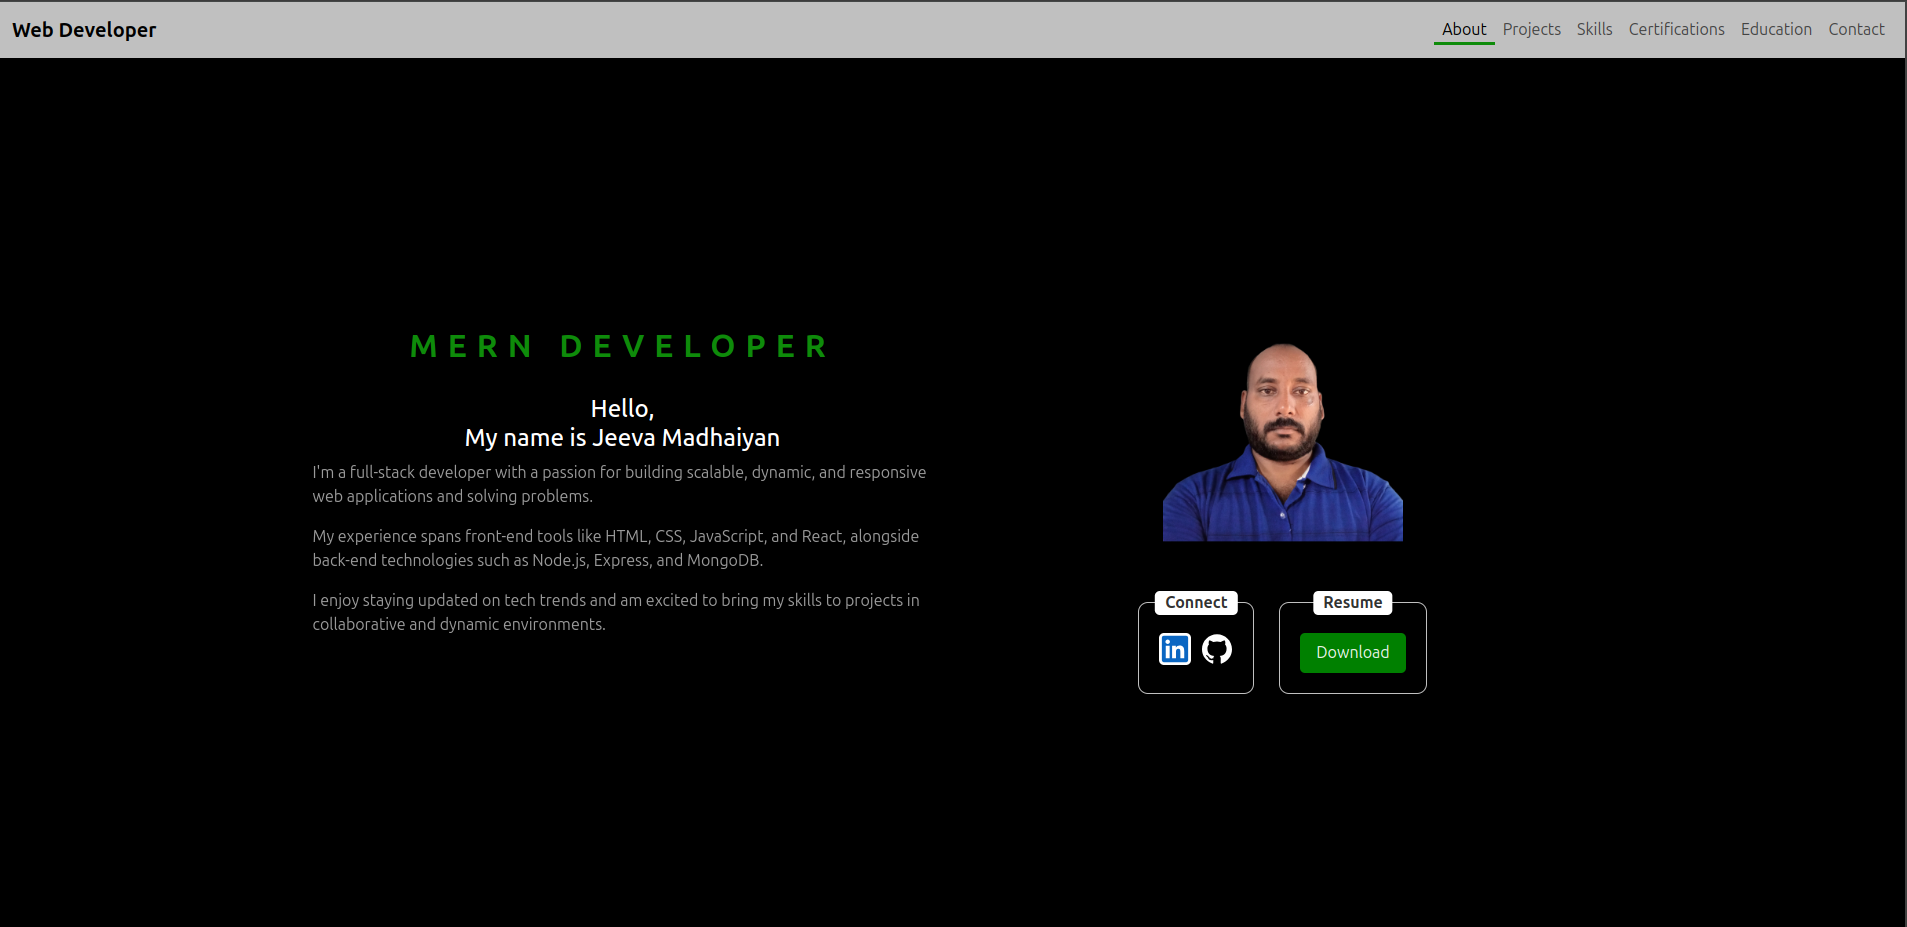 Web Developer
About Projects Skills Certifications Education Contact
MERN DEVELOPER
Hello,
My name is Jeeva Madhaiyan
I'm a full-stack developer with a passion for building scalable, dynamic, and responsive
web applications and solving problems.
My experience spans front-end tools like HTML, CSS, JavaScript, and React, alongside
back-end technologies such as Node.js, Express, and MongoDB.
I enjoy staying updated on tech trends and am excited to bring my skills to projects in
collaborative and dynamic environments.
Connect
in
Resume
Download